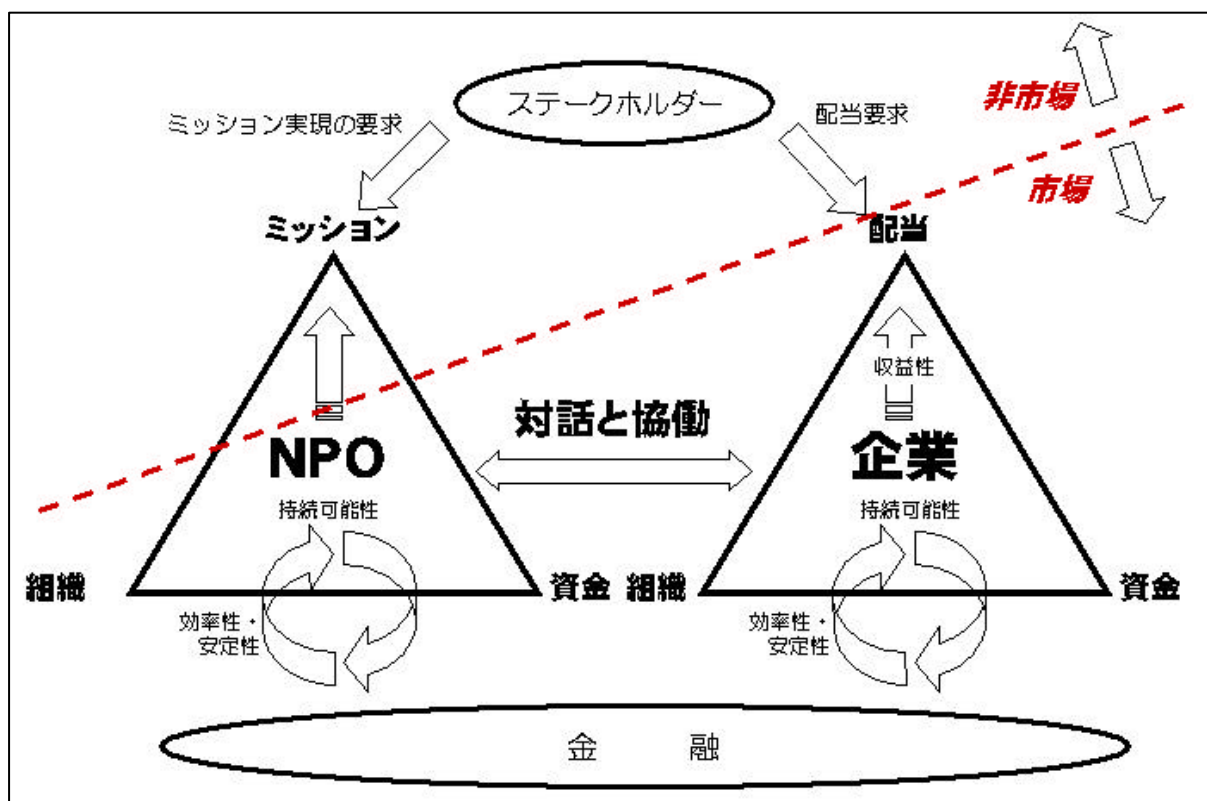 ステークホルダー
非市場
ミッション実現の要求
配当要求
市場
ミッション
配当
収益性
対話と協働
NPO
企業
持続可能性
持続可能性
組織
資金
組織
資金
効率性・
安定性
効率性・
安定性
金 融